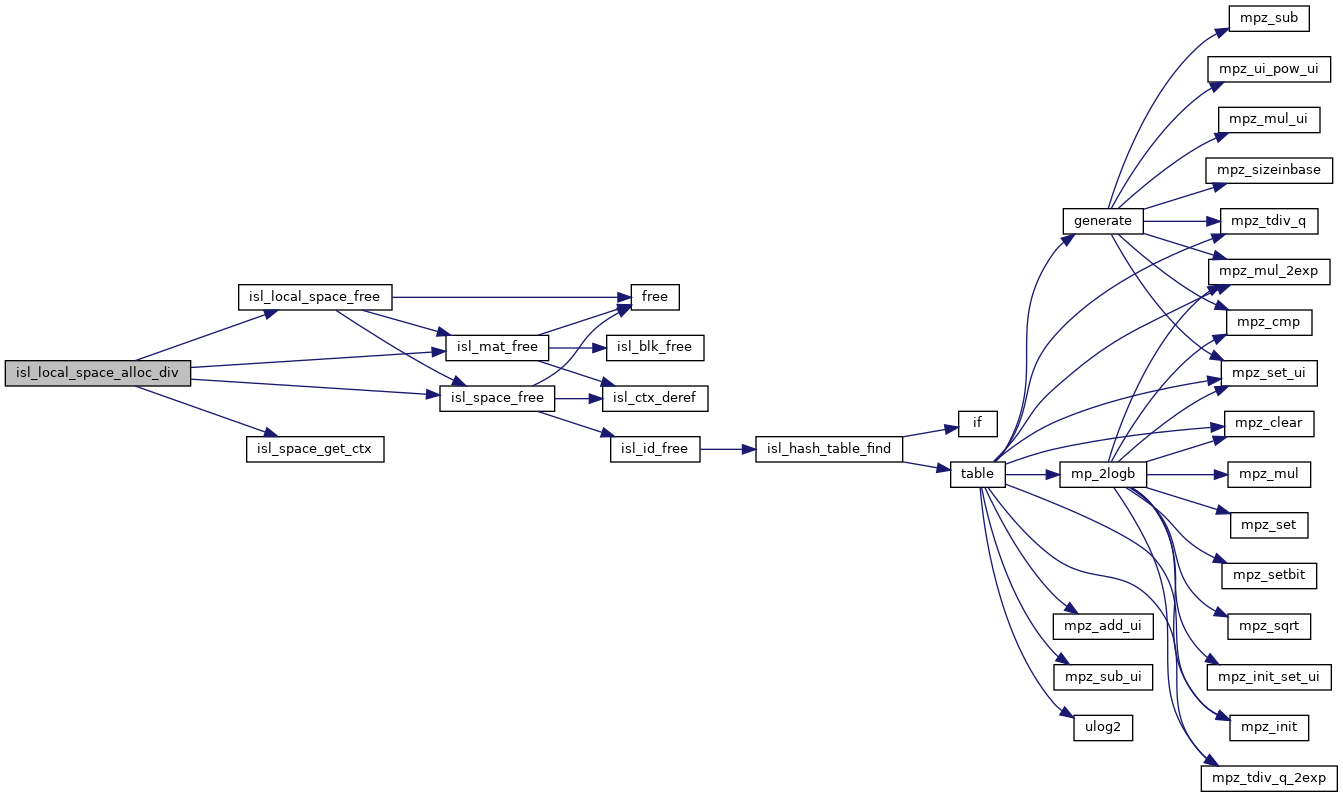 isl_local_space_alloc_div
isl_local_space_free
isl_mat_free
isl_space_free
isl_space_get_ctx
free
isl_blk_free
isl_ctx_deref
isl_id_free
isl_hash_table_find
if
table
generate
mp_2logb
mpz_add_ui
mpz_sub_ui
ulog2
mpz_sub
mpz_ui_pow_ui
mpz_mul_ui
mpz_sizeinbase
mpz_tdiv_q
mpz_mul_2exp
mpz_cmp
mpz_set_ui
mpz_clear
mpz_mul
mpz_set
mpz_setbit
mpz_sqrt
mpz_init_set_ui
mpz_init
mpz_tdiv_q_2exp